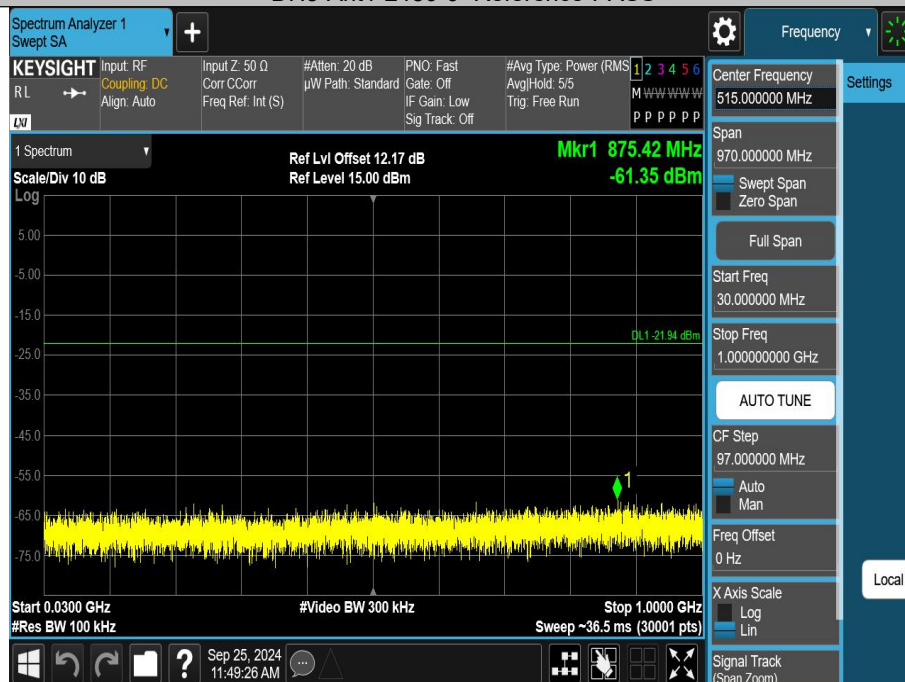 Spectrum Analyzer 1
Swept SA
+
Frequency
KEYSIGHT
RL
LXI
Input: RF
Coupling: DC
Align: Auto
Input Z: 50 Ω
Corr CCorr
Freq Ref: Int (S)
#Atten: 20 dB
µW Path: Standard
PNO: Fast
Gate: Off
IF Gain: Low
Sig Track: Off
#Avg Type: Power (RMS
Avg|Hold: 5/5
Trig: Free Run
1 2 3 4 5 6
M W W W W W
P P P P P P
1 Spectrum
Scale/Div 10 dB
Log
Ref Lvl Offset 12.17 dB
Ref Level 15.00 dBm
Mkr1 875.42 MHz
-61.35 dBm
5.00
-5.00
-15.0
DL1 -21.94 dBm
-25.0
-35.0
-45.0
-55.0
1
-65.0
-75.0
Start 0.0300 GHz
#Res BW 100 kHz
#Video BW 300 kHz
Stop 1.0000 GHz
Sweep ~36.5 ms (30001 pts)
?
Sep 25, 2024
11:49:26 AM
Center Frequency
515.000000 MHz
Settings
Span
970.000000 MHz
Swept Span
Zero Span
Full Span
Start Freq
30.000000 MHz
Stop Freq
1.000000000 GHz
AUTO TUNE
CF Step
97.000000 MHz
Auto
Man
Freq Offset
0 Hz
Local
X Axis Scale
Log
Lin
Signal Track
(Span Zoom)